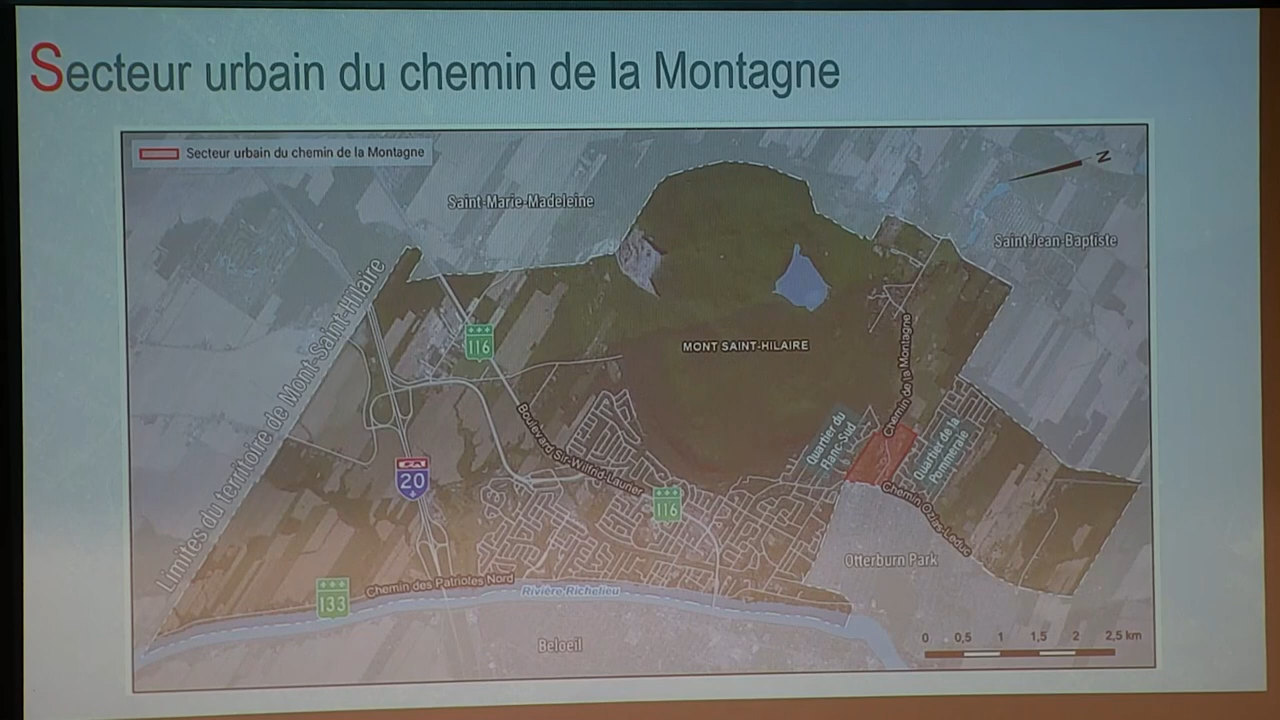 Secteur urbain du chemin de la Montagne
Secteur urbain du chemin de la Montagne
N
Saint-Marie-Madeleine
Saint-Jean-Baptiste
Limites du territoire de Mont-Saint-Hilaire
116
MONT SAINT-HILAIRE
Chemin de la Montagne
Boulevard Sir-Wilfrid-Laurier
Quartier du
Flanc-Sud
Quartier de la
Pommeraie
20
116
Chemin Ozias-Leduc
Otterburn Park
133
Chemin des Patriotes Nord
Rivière Richelieu
Beloeil
0 0,5 1 1,5 2 2,5 km